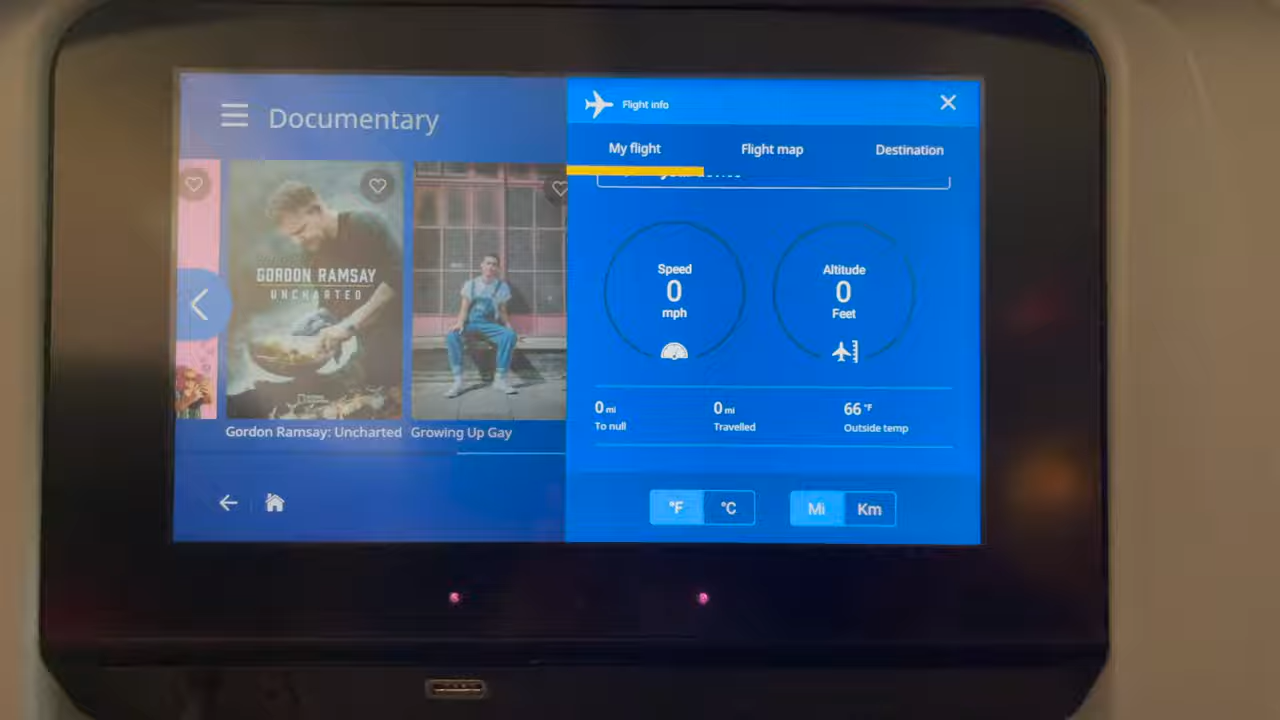 Documentary
GORDON RAMSAY
UNCHARTED
Gordon Ramsay: Uncharted
Growing Up Gay
Flight info
My flight
Flight map
Destination
Speed
0
mph
Altitude
0
Feet
0 mi
To null
0 mi
Travelled
66 °F
Outside temp
°F
°C
Mi
Km